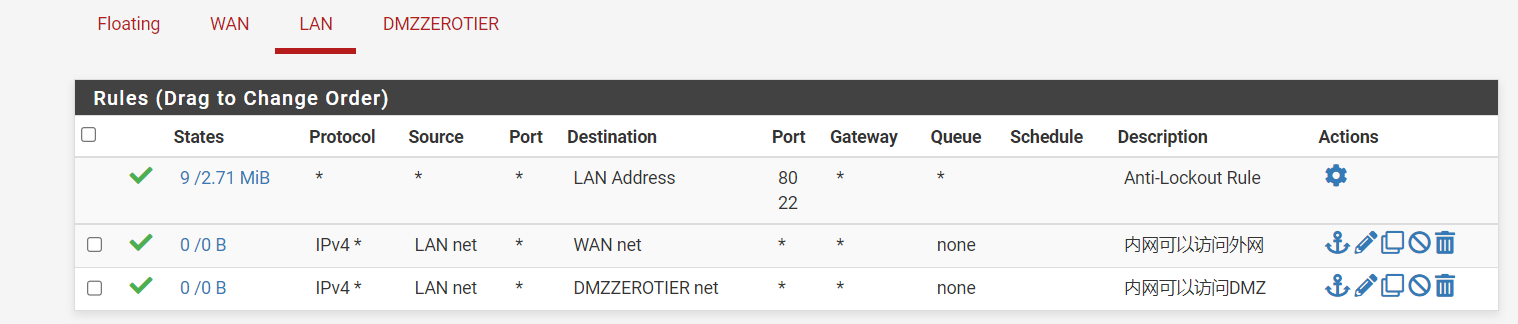 Floating WAN LAN DMZZEROTIER
Rules (Drag to Change Order)
States Protocol Source Port Destination Port Gateway Queue Schedule Description Actions
9 /2.71 MiB * * * LAN Address 80 * * Anti-Lockout Rule
22
0 /0 B IPv4 * LAN net * WAN net * * none 内网可以访问外网
0 /0 B IPv4 * LAN net * DMZZEROTIER net * * none 内网可以访问DMZ